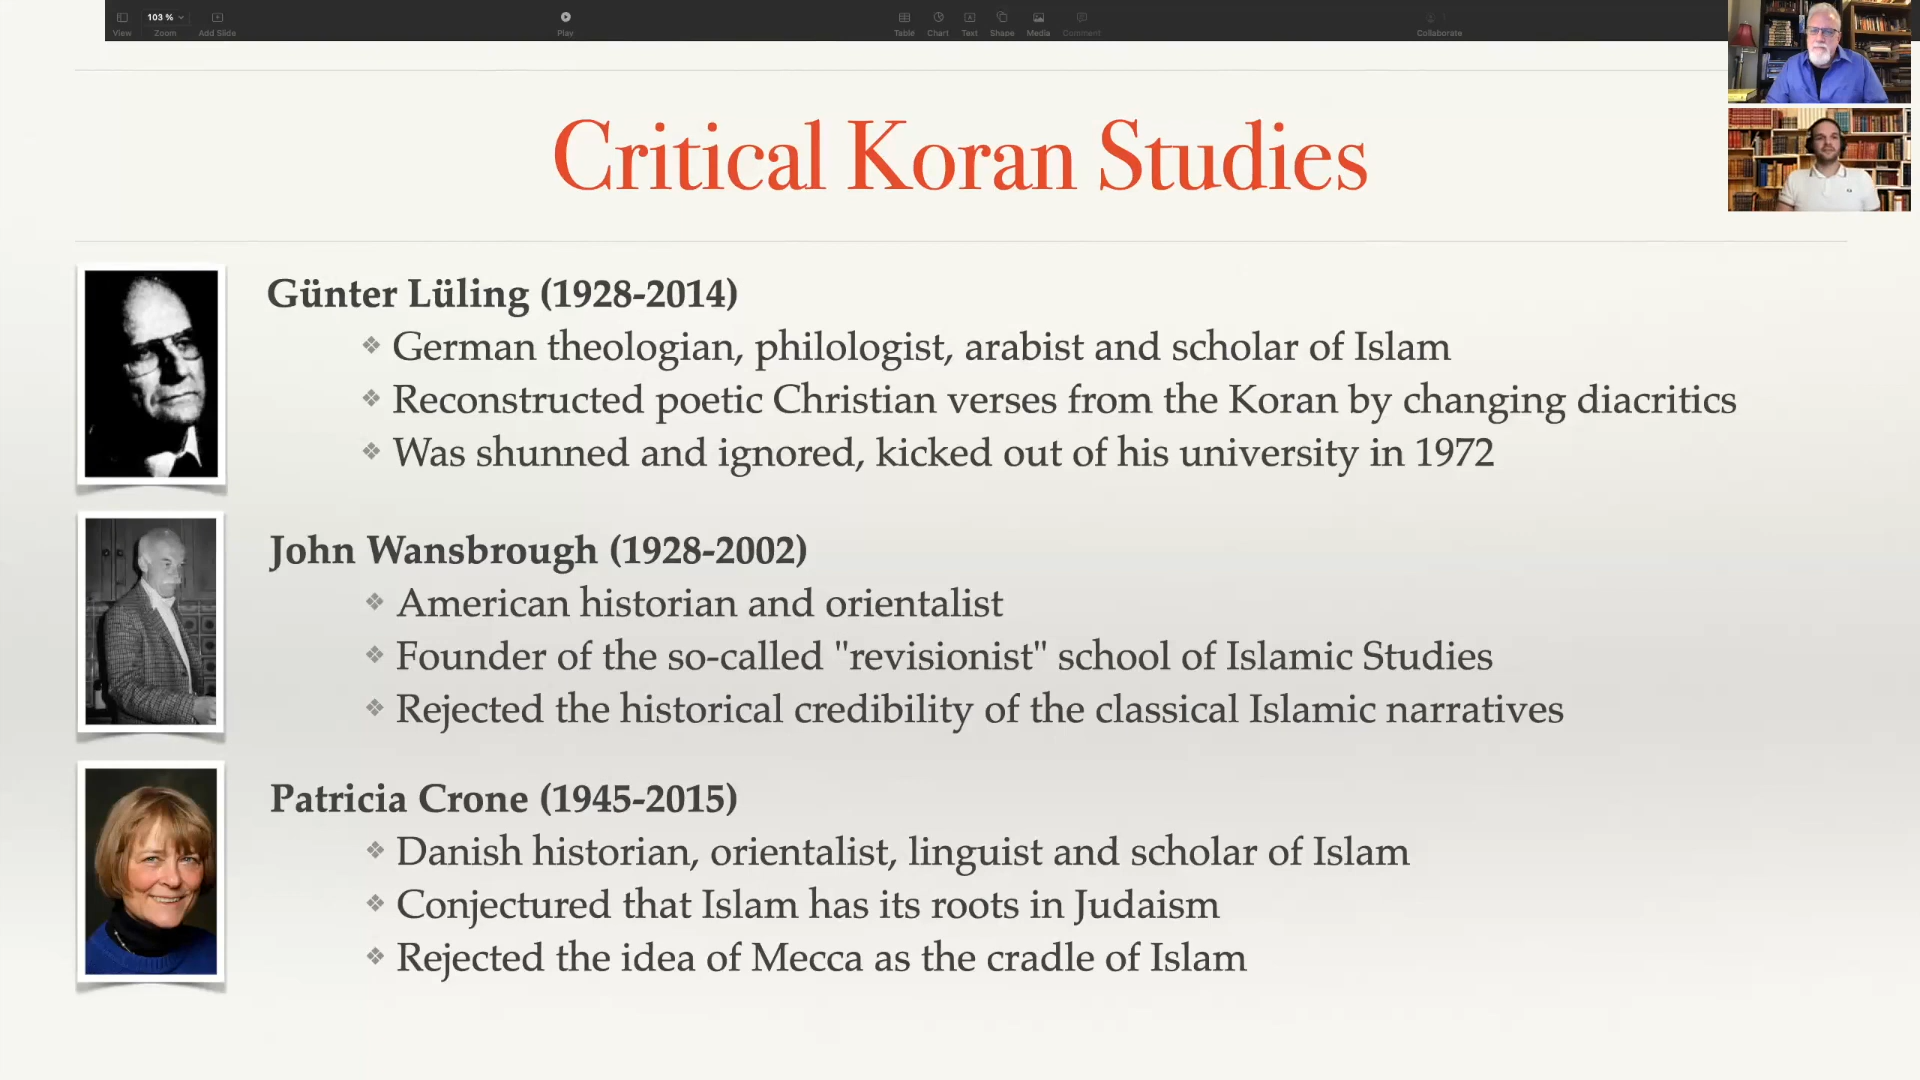 103 %
View
Zoom
Add Slide
Play
Table
Chart
Text
Shape
Media
Comment
Collaborate
Critical Koran Studies
Günter Lüling (1928-2014)
❖ German theologian, philologist, arabist and scholar of Islam
❖ Reconstructed poetic Christian verses from the Koran by changing diacritics
❖ Was shunned and ignored, kicked out of his university in 1972
John Wansbrough (1928-2002)
❖ American historian and orientalist
❖ Founder of the so-called "revisionist" school of Islamic Studies
❖ Rejected the historical credibility of the classical Islamic narratives
Patricia Crone (1945-2015)
❖ Danish historian, orientalist, linguist and scholar of Islam
❖ Conjectured that Islam has its roots in Judaism
❖ Rejected the idea of Mecca as the cradle of Islam